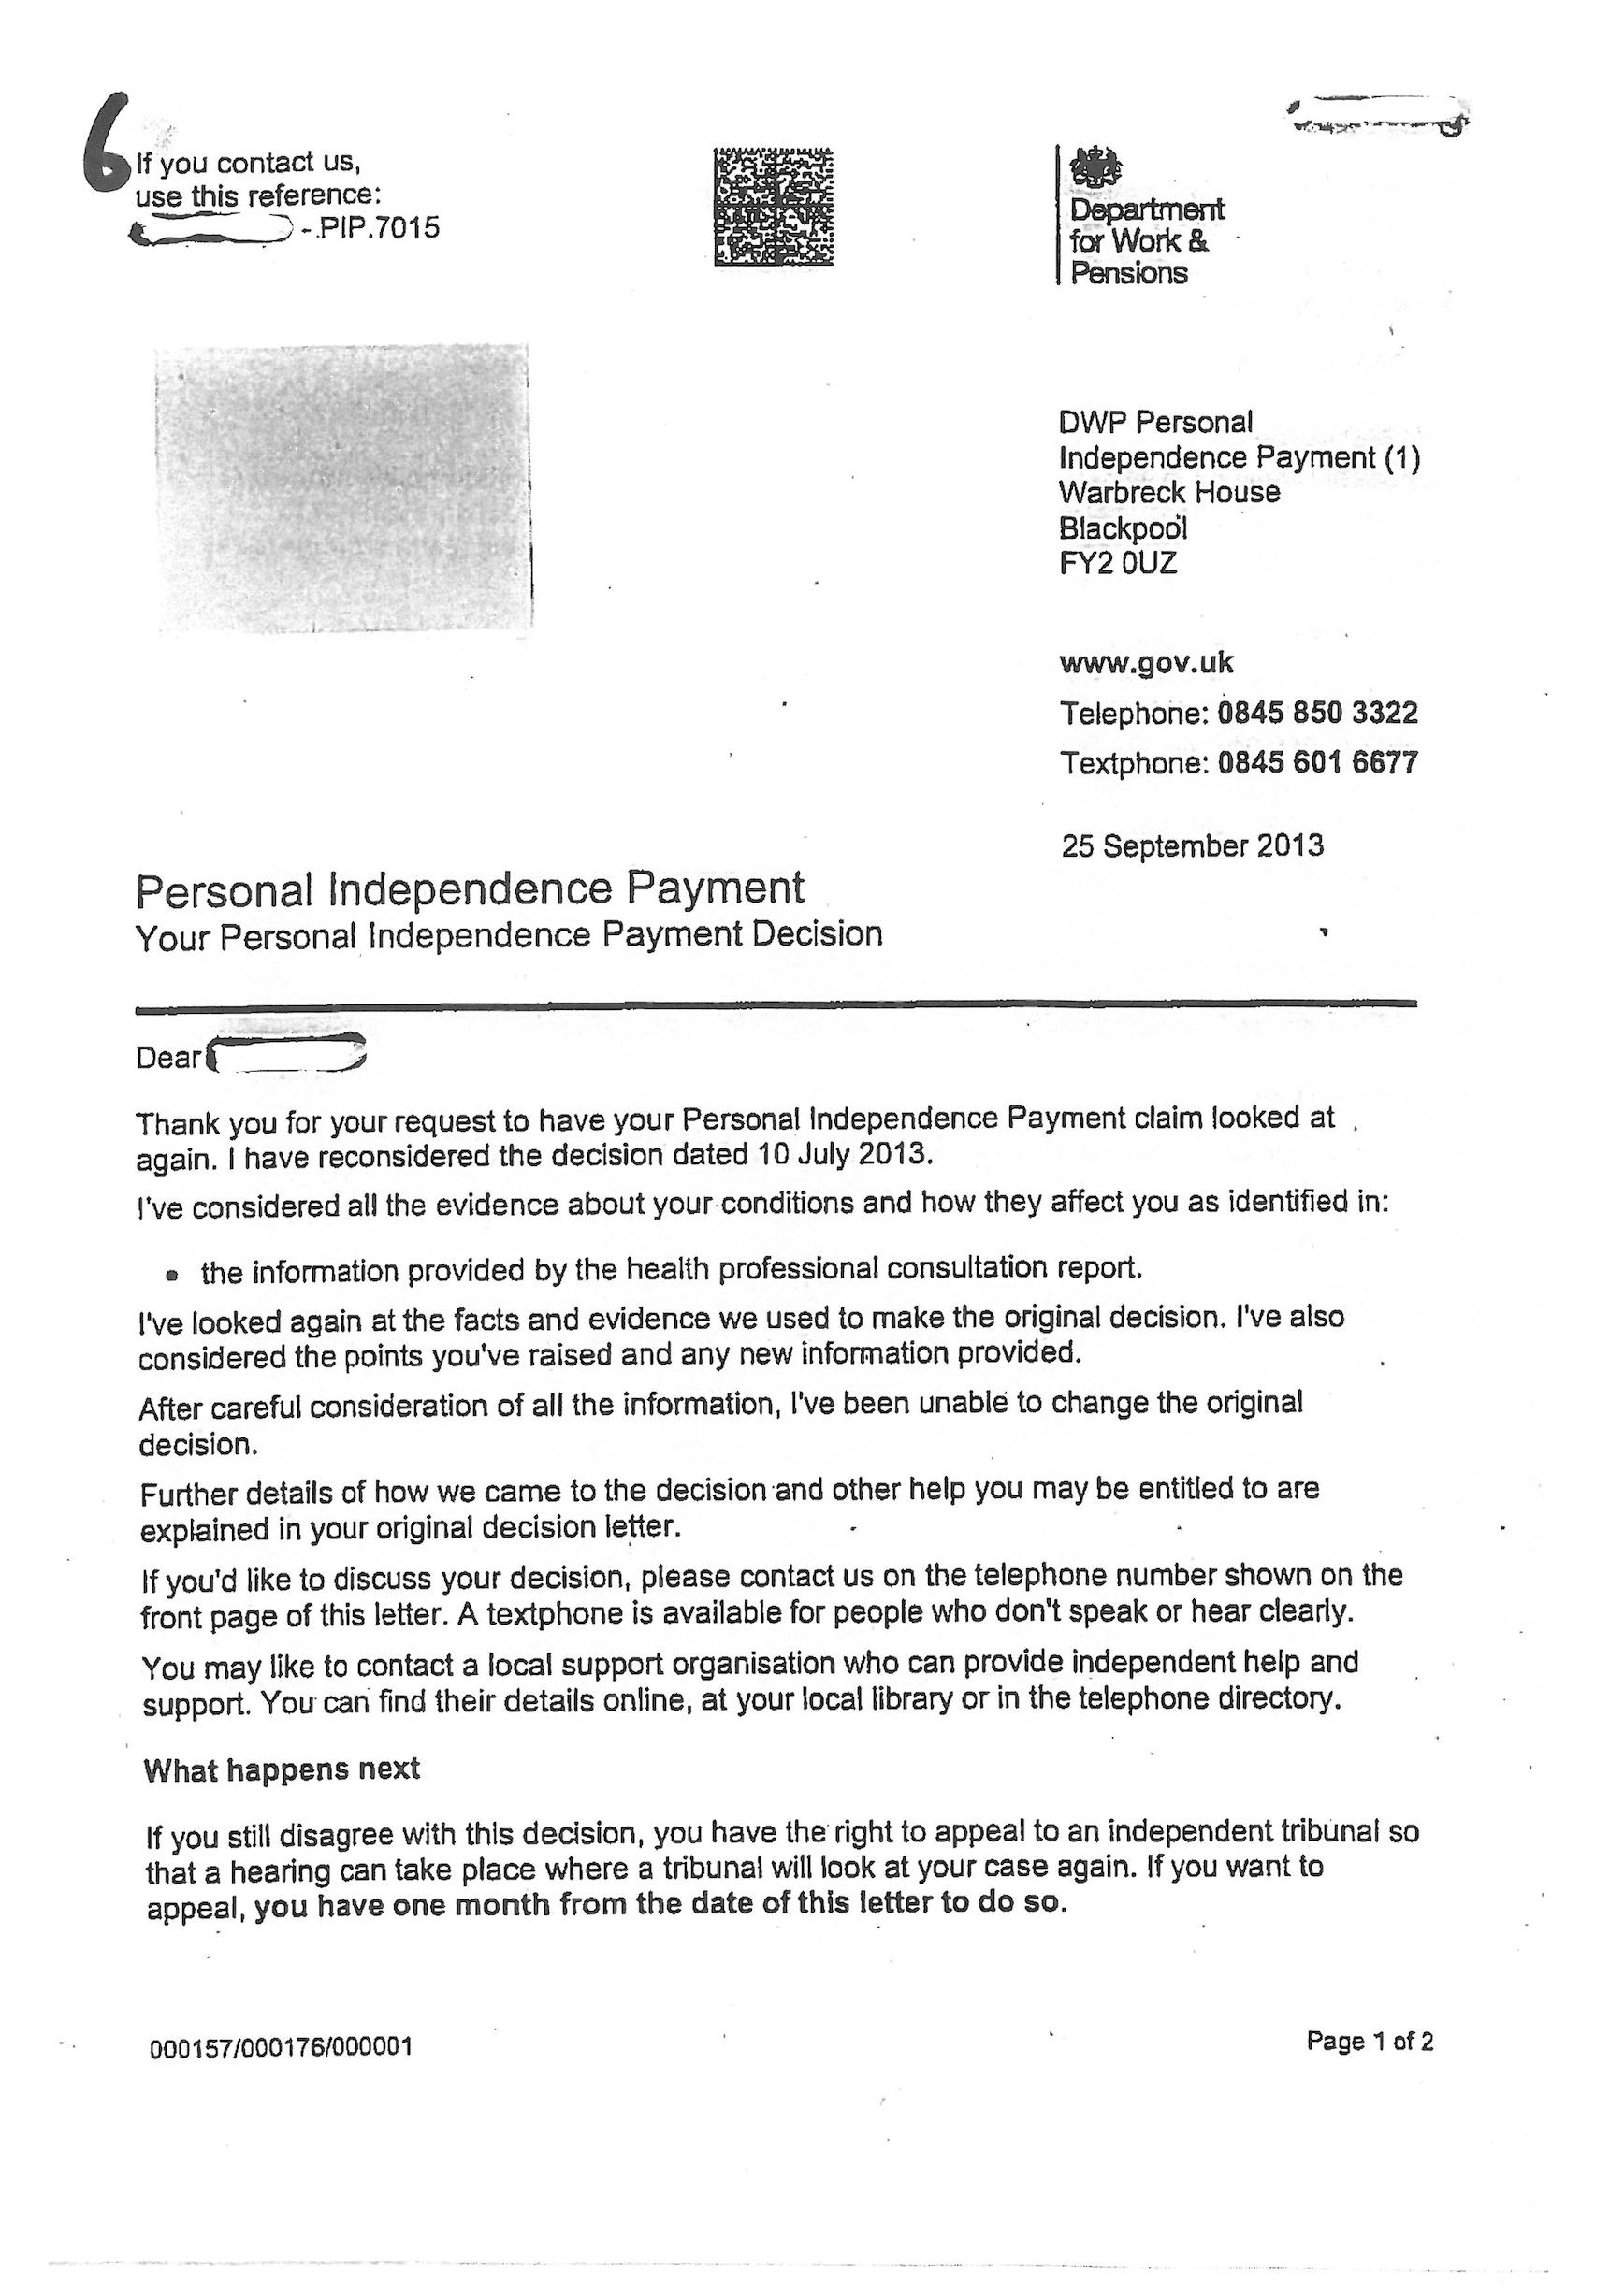 6
If you contact us,
use this reference:
-.PIP.7015
Department
for Work &
Pensions
DWP Personal
Independence Payment (1)
Warbreck House
Blackpool
FY2 0UZ
www.gov.uk
Telephone: 0845 850 3322
Textphone: 0845 601 6677
25 September 2013
Personal Independence Payment
Your Personal Independence Payment Decision
Dear
Thank you for your request to have your Personal Independence Payment claim looked at
again. I have reconsidered the decision dated 10 July 2013.
I've considered all the evidence about your conditions and how they affect you as identified in:
• the information provided by the health professional consultation report.
I've looked again at the facts and evidence we used to make the original decision. I've also
considered the points you've raised and any new information provided.
After careful consideration of all the information, I've been unable to change the original
decision.
Further details of how we came to the decision and other help you may be entitled to are
explained in your original decision letter.
If you'd like to discuss your decision, please contact us on the telephone number shown on the
front page of this letter. A textphone is available for people who don't speak or hear clearly.
You may like to contact a local support organisation who can provide independent help and
support. You can find their details online, at your local library or in the telephone directory.
What happens next
If you still disagree with this decision, you have the right to appeal to an independent tribunal so
that a hearing can take place where a tribunal will look at your case again. If you want to
appeal, you have one month from the date of this letter to do so.
000157/000176/000001
Page 1 of 2